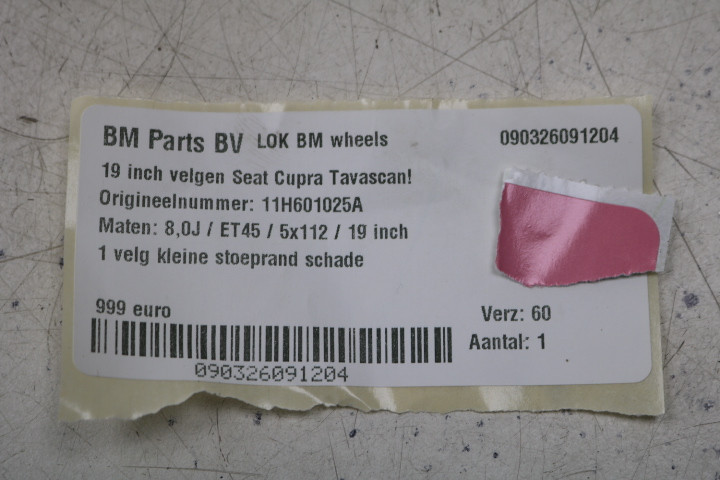 BM Parts BV LOK BM wheels 090326091204
19 inch velgen Seat Cupra Tavascan!
Origineelnummer: 11H601025A
Maten: 8,0J / ET45 / 5x112 / 19 inch
1 velg kleine stoeprand schade
999 euro Verz: 60
Aantal: 1
090326091204